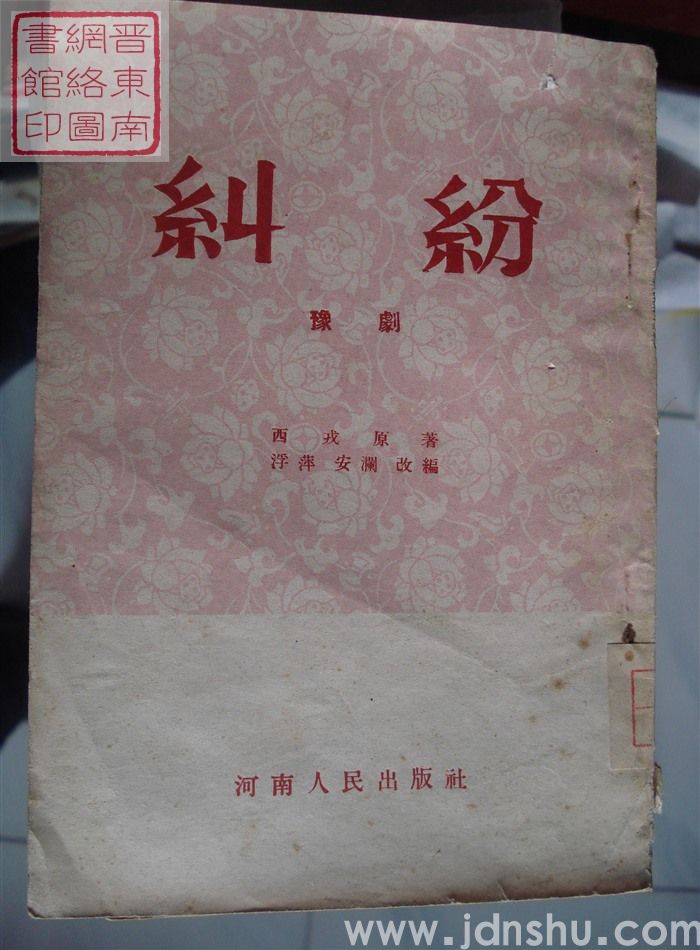 晋東南
網絡圖
書館印
糾紛
豫劇
西戎原著
浮萍 安瀾 改編
河南人民出版社
www.jdnshu.com